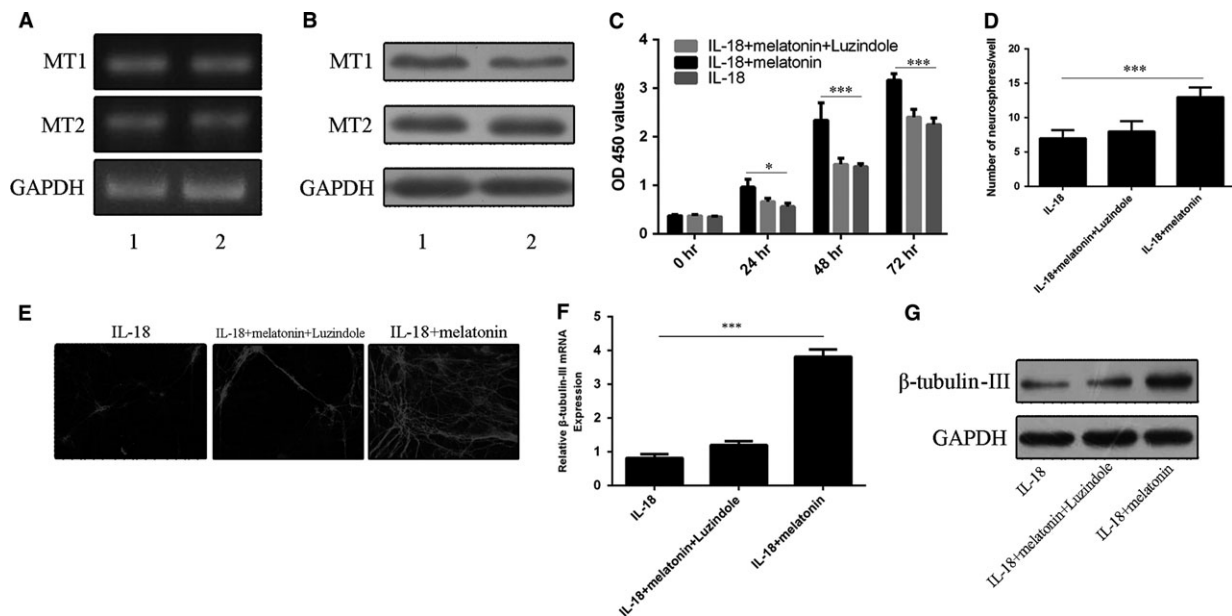 A
MT1
MT2
GAPDH
1 2
B
MT1
MT2
GAPDH
1 2
C
OD 450 values
4
3
2
1
0
IL-18+melatonin+Luzindole
IL-18+melatonin
IL-18
*
***
***
0 hr
24 hr
48 hr
72 hr
D
Number of neurospheres/well
20
15
10
5
0
***
IL-18
IL-18+melatonin+Luzindole
IL-18+melatonin
E
IL-18
IL-18+melatonin+Luzindole
IL-18+melatonin
F
Relative β-tubulin-III mRNA
Expression
5
4
3
2
1
0
***
IL-18
IL-18+melatonin+Luzindole
IL-18+melatonin
G
β-tubulin-III
GAPDH
IL-18
IL-18+melatonin+Luzindole
IL-18+melatonin